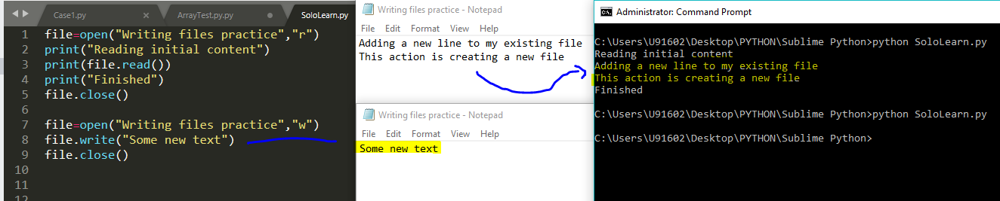 Case1.py × ArrayTest.py.py SoloLearn.py
1 file=open("Writing files practice","r")
2 print("Reading initial content")
3 print(file.read())
4 print("Finished")
5 file.close()
6
7 file=open("Writing files practice","w")
8 file.write("Some new text")
9 file.close()
10
11
12
Writing files practice - Notepad
File Edit Format View Help
Adding a new line to my existing file
This action is creating a new file
Writing files practice - Notepad
File Edit Format View Help
Some new text
C:\. Administrator: Command Prompt
C:\Users\U91602\Desktop\PYTHON\Sublime Python>python SoloLearn.py
Reading initial content
Adding a new line to my existing file
This action is creating a new file
Finished
C:\Users\U91602\Desktop\PYTHON\Sublime Python>python SoloLearn.py
C:\Users\U91602\Desktop\PYTHON\Sublime Python>